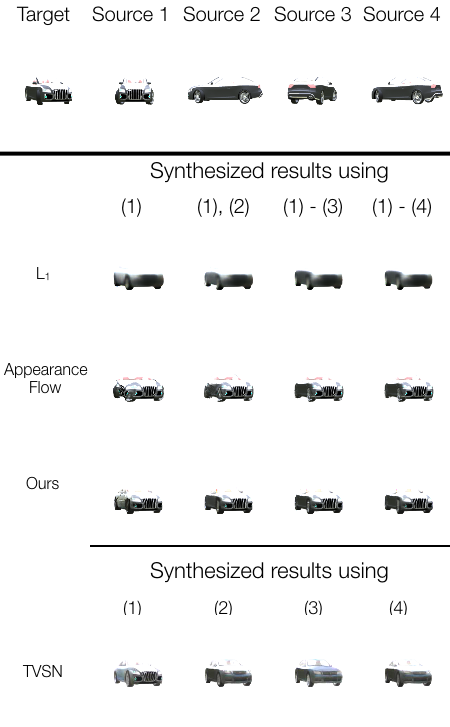 Target Source 1 Source 2 Source 3 Source 4
Synthesized results using
(1) (1), (2) (1) - (3) (1) - (4)
L₁
Appearance
Flow
Ours
Synthesized results using
(1) (2) (3) (4)
TVSN